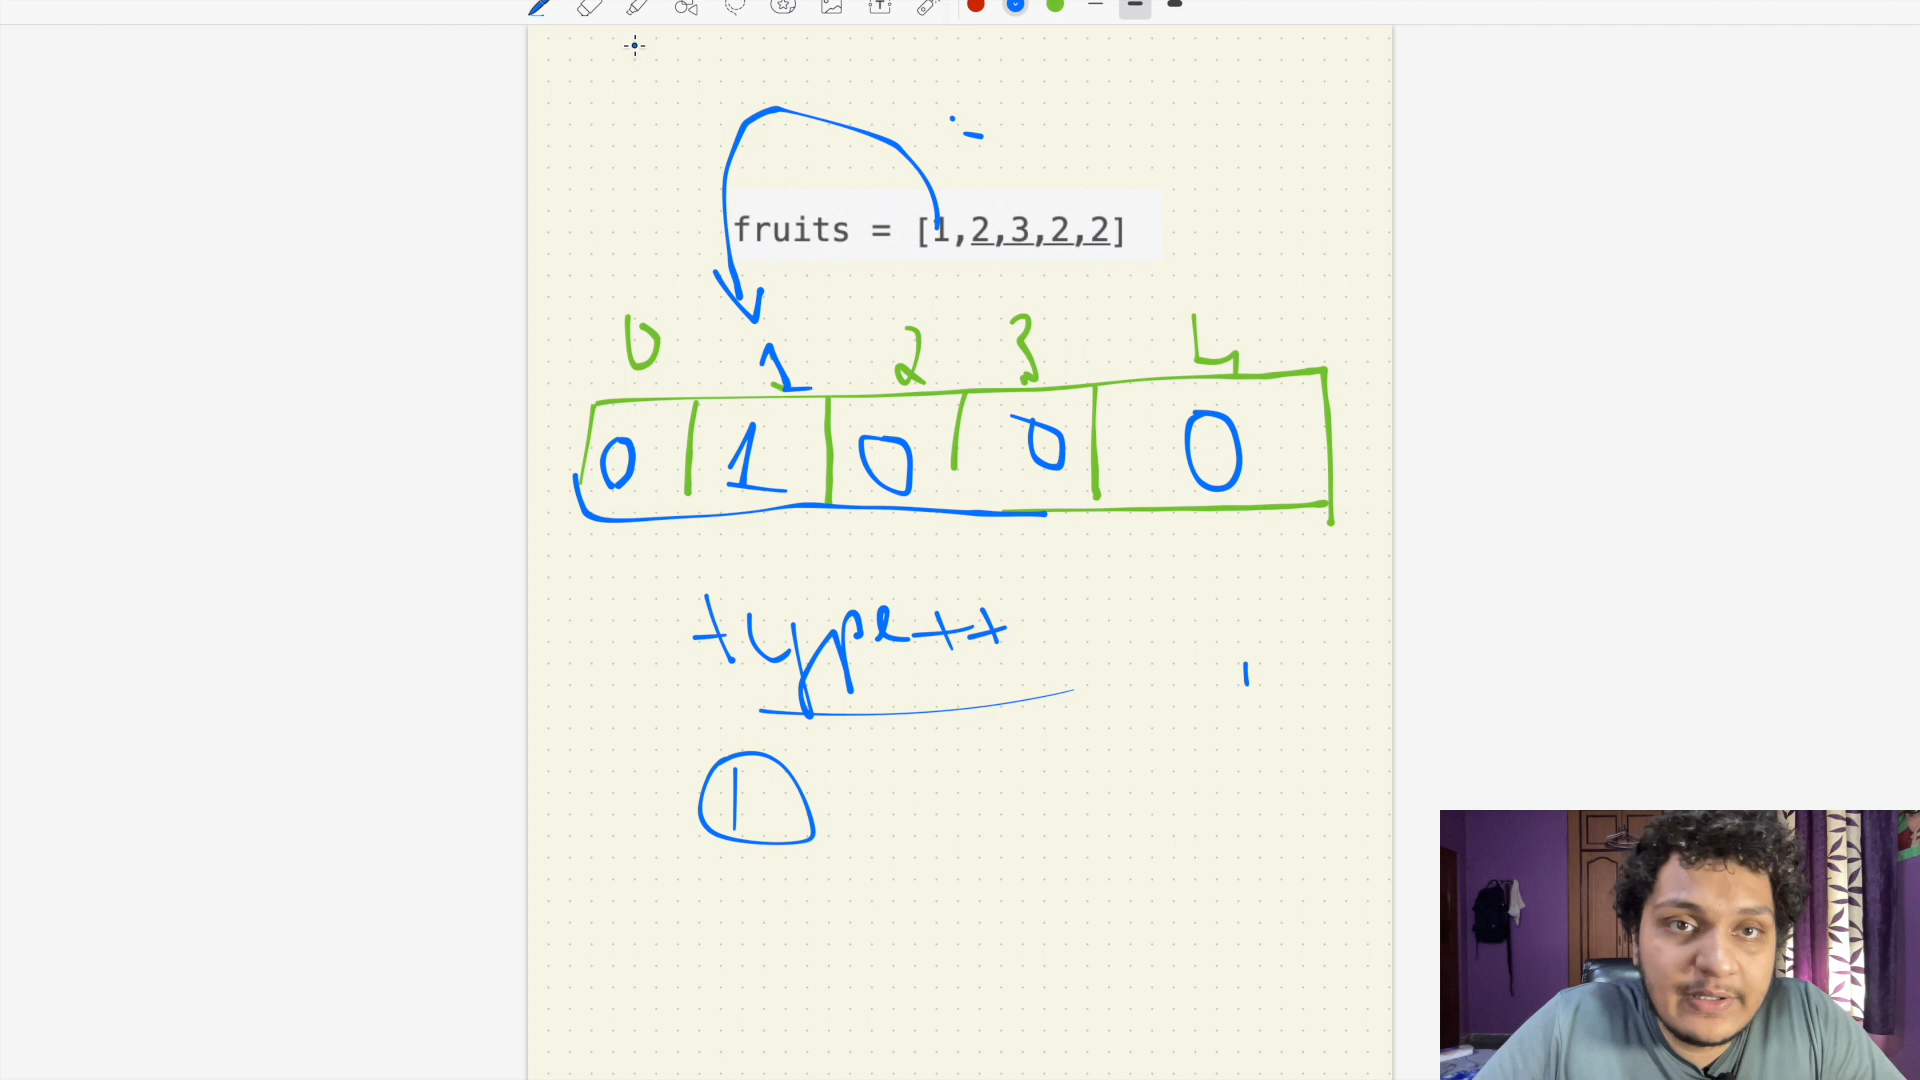 fruits = [1,2,3,2,2]
0 1 2 3 4
0 1 0 0 0
type++
1